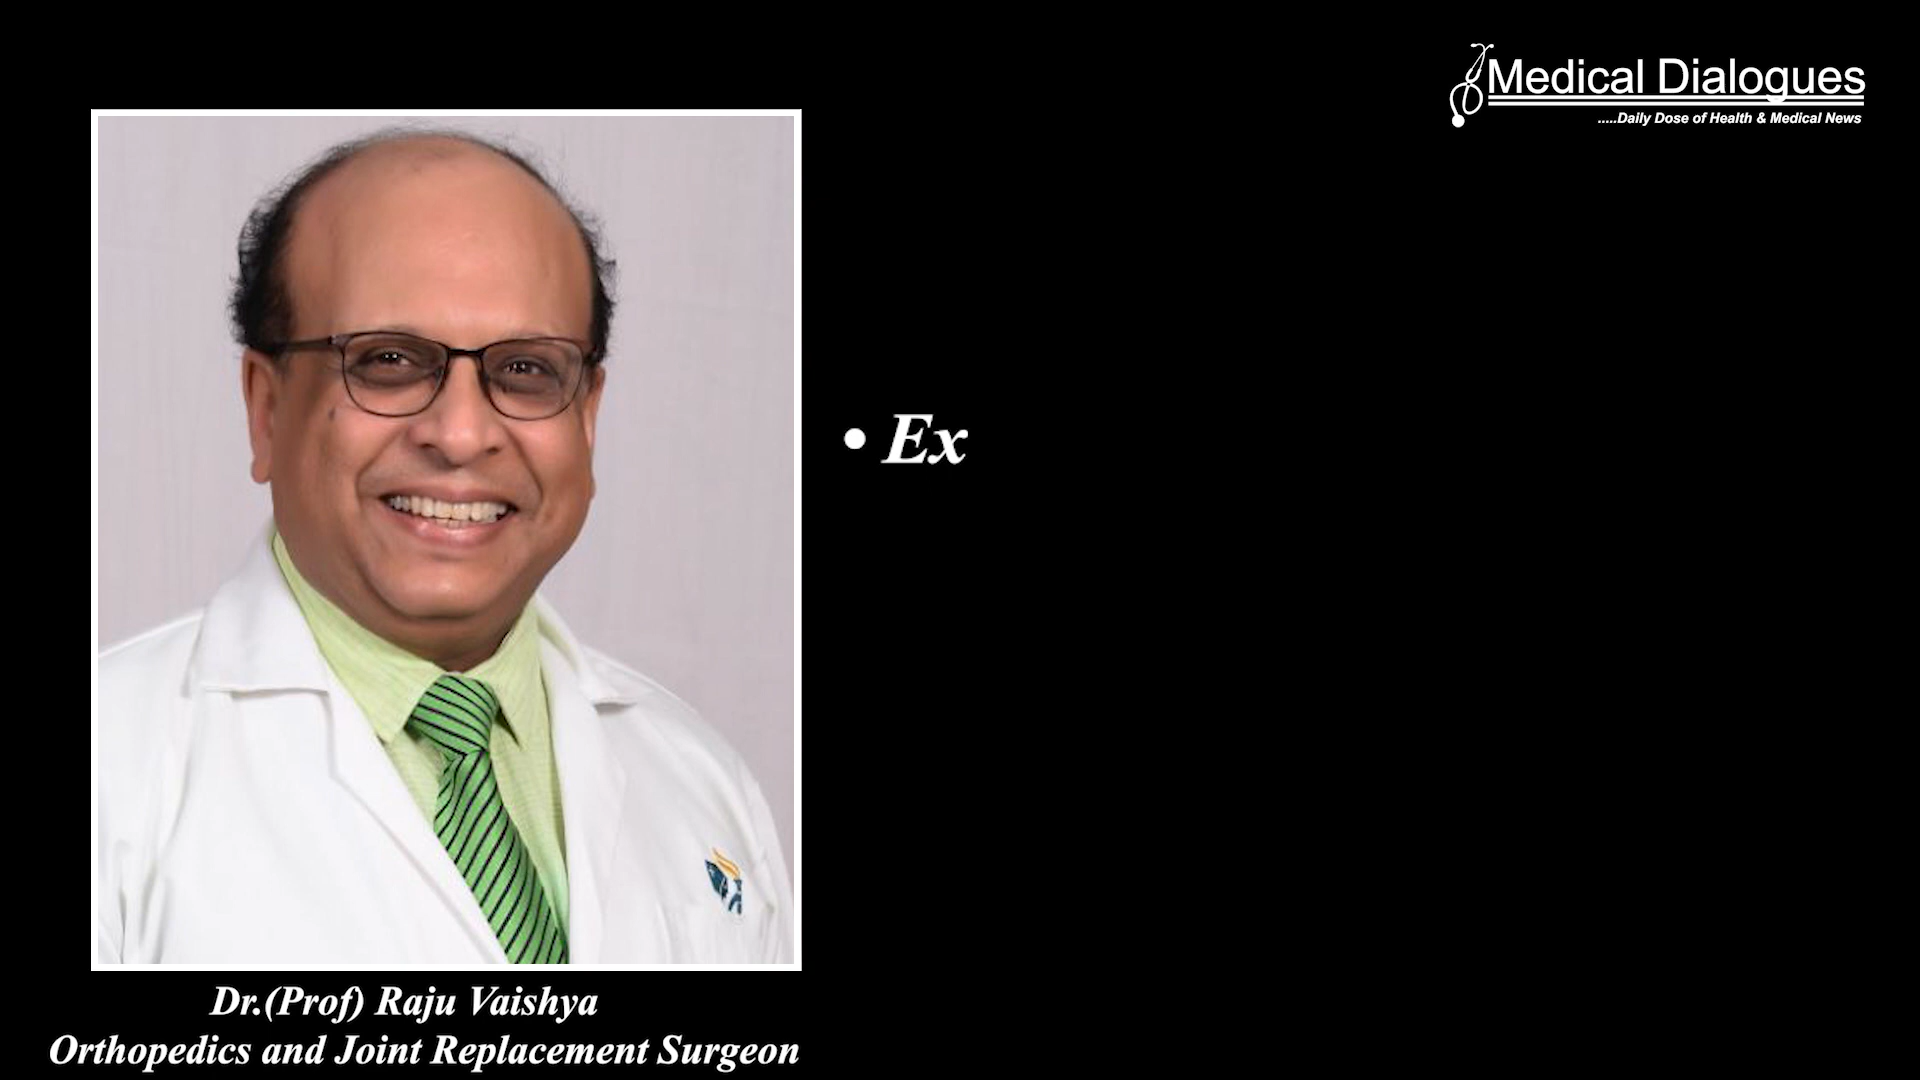 Medical Dialogues
.....Daily Dose of Health & Medical News
• Ex
Dr.(Prof) Raju Vaishya
Orthopedics and Joint Replacement Surgeon